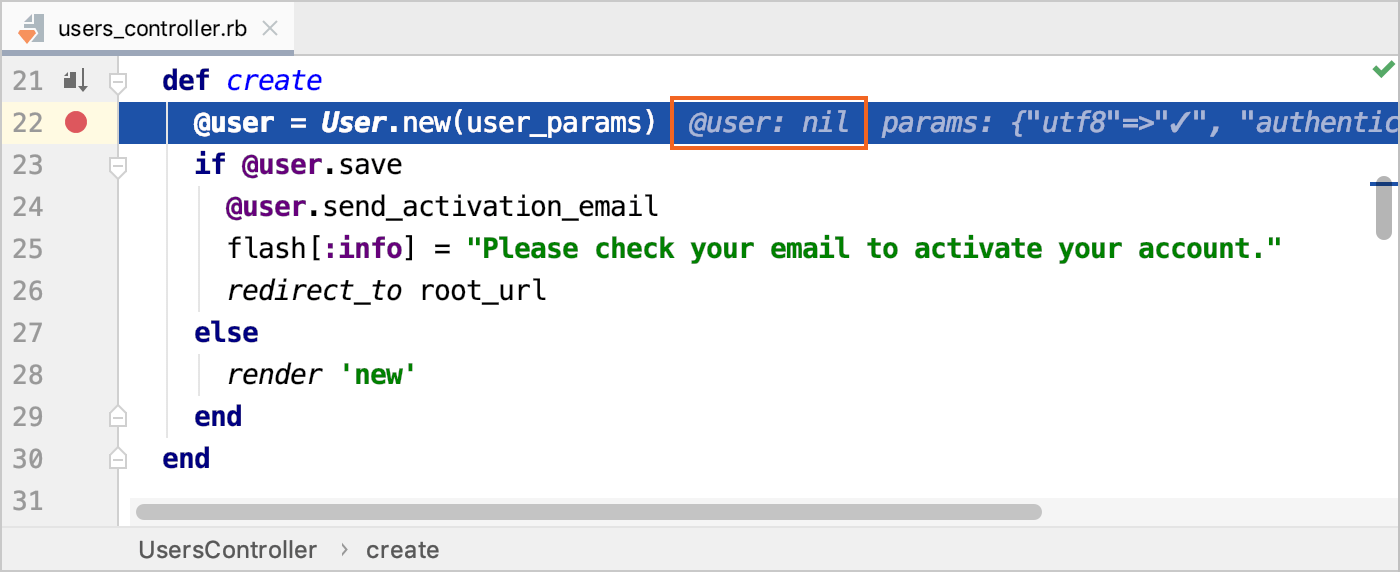 users_controller.rb
21 def create
22 @user = User.new(user_params) @user: nil params: {"utf8"=>"✓", "authentic
23 if @user.save
24 @user.send_activation_email
25 flash[:info] = "Please check your email to activate your account."
26 redirect_to root_url
27 else
28 render 'new'
29 end
30 end
31
UsersController › create